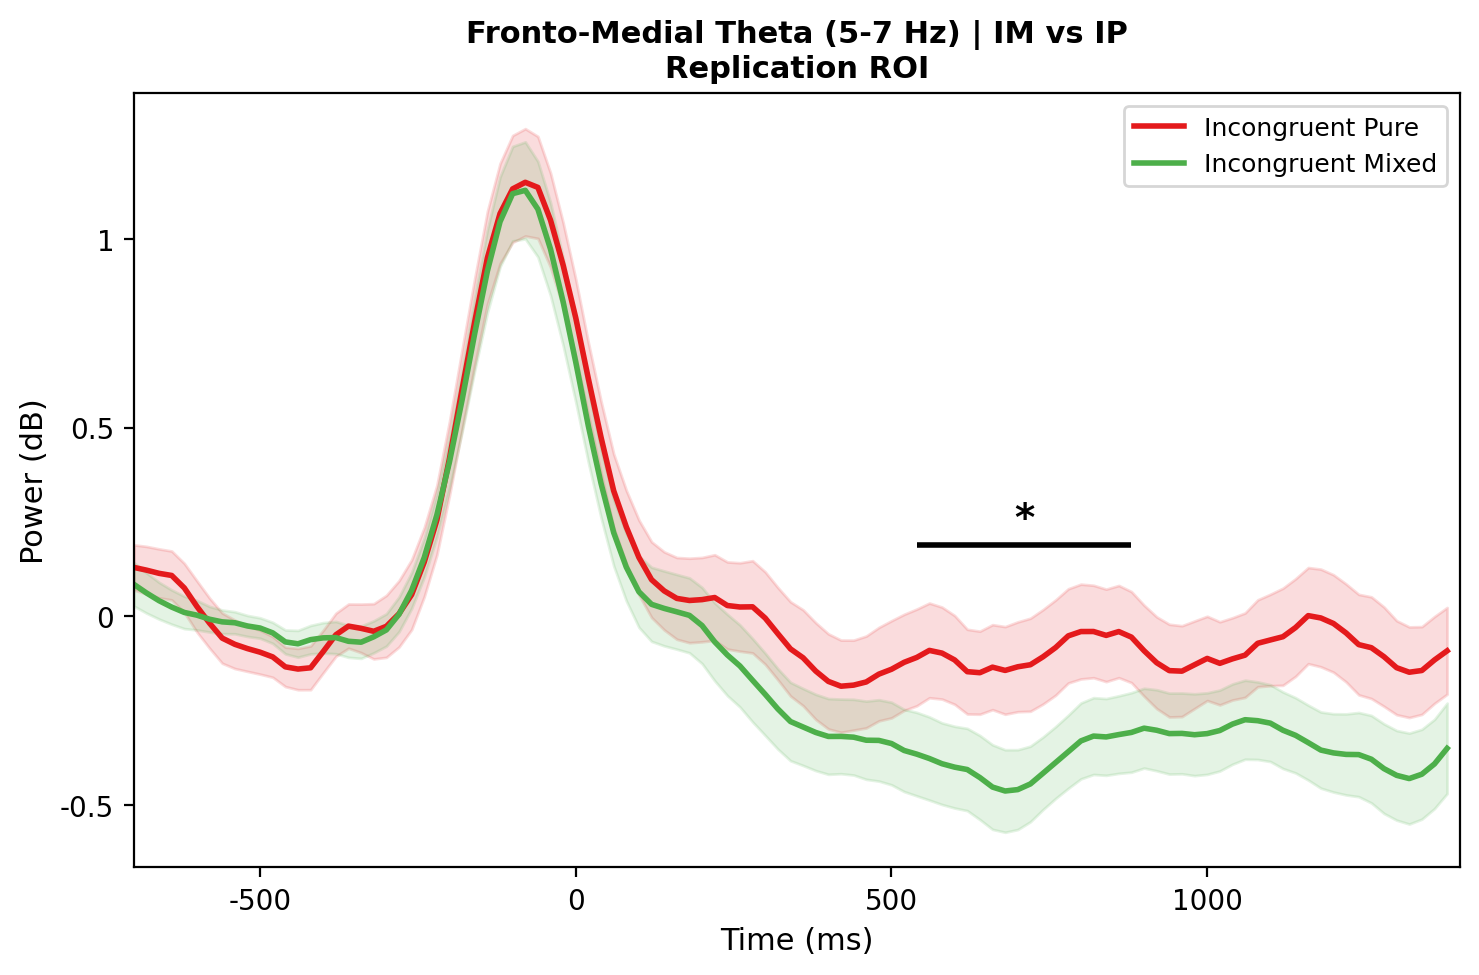 Fronto-Medial Theta (5-7 Hz) | IM vs IP
Replication ROI
Incongruent Pure
Incongruent Mixed
1
0.5
0
-0.5
Power (dB)
*
-500
0
500
1000
Time (ms)